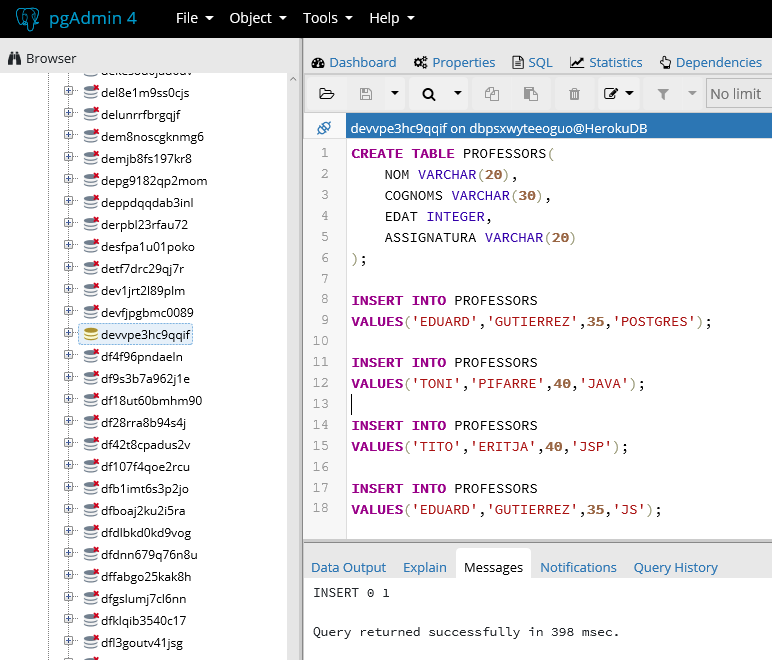 pgAdmin 4
File Object Tools Help
Browser
Dashboard Properties SQL Statistics Dependencies
No limit
del8e1m9ss0cjs
delunrrfbrgqjf
dem8noscgknmg6
demjb8fs197kr8
depg9182qp2mom
deppdqqdab3inl
derpbl23rfau72
desfpa1u01poko
detf7drc29qj7r
dev1jrt2l89plm
devfjpgbmc0089
devvpe3hc9qqif
df4f96pndaeln
df9s3b7a962j1e
df18ut60bmhm90
df28rra8b94s4j
df42t8cpadus2v
df107f4qoe2rcu
dfb1imt6s3p2jo
dfboaj2ku2i5ra
dfdlbkd0kd9vog
dfdnn679q76n8u
dffabgo25kak8h
dfgslumj7cl6nn
dfklqib3540c17
dfl3goutv41jsg
devvpe3hc9qqif on dbpsxwyteeoguo@HerokuDB
1 CREATE TABLE PROFESSORS(
2 NOM VARCHAR(20),
3 COGNOMS VARCHAR(30),
4 EDAT INTEGER,
5 ASSIGNATURA VARCHAR(20)
6 );
7
8 INSERT INTO PROFESSORS
9 VALUES('EDUARD','GUTIERREZ',35,'POSTGRES');
10
11 INSERT INTO PROFESSORS
12 VALUES('TONI','PIFARRE',40,'JAVA');
13
14 INSERT INTO PROFESSORS
15 VALUES('TITO','ERITJA',40,'JSP');
16
17 INSERT INTO PROFESSORS
18 VALUES('EDUARD','GUTIERREZ',35,'JS');
Data Output Explain Messages Notifications Query History
INSERT 0 1
Query returned successfully in 398 msec.